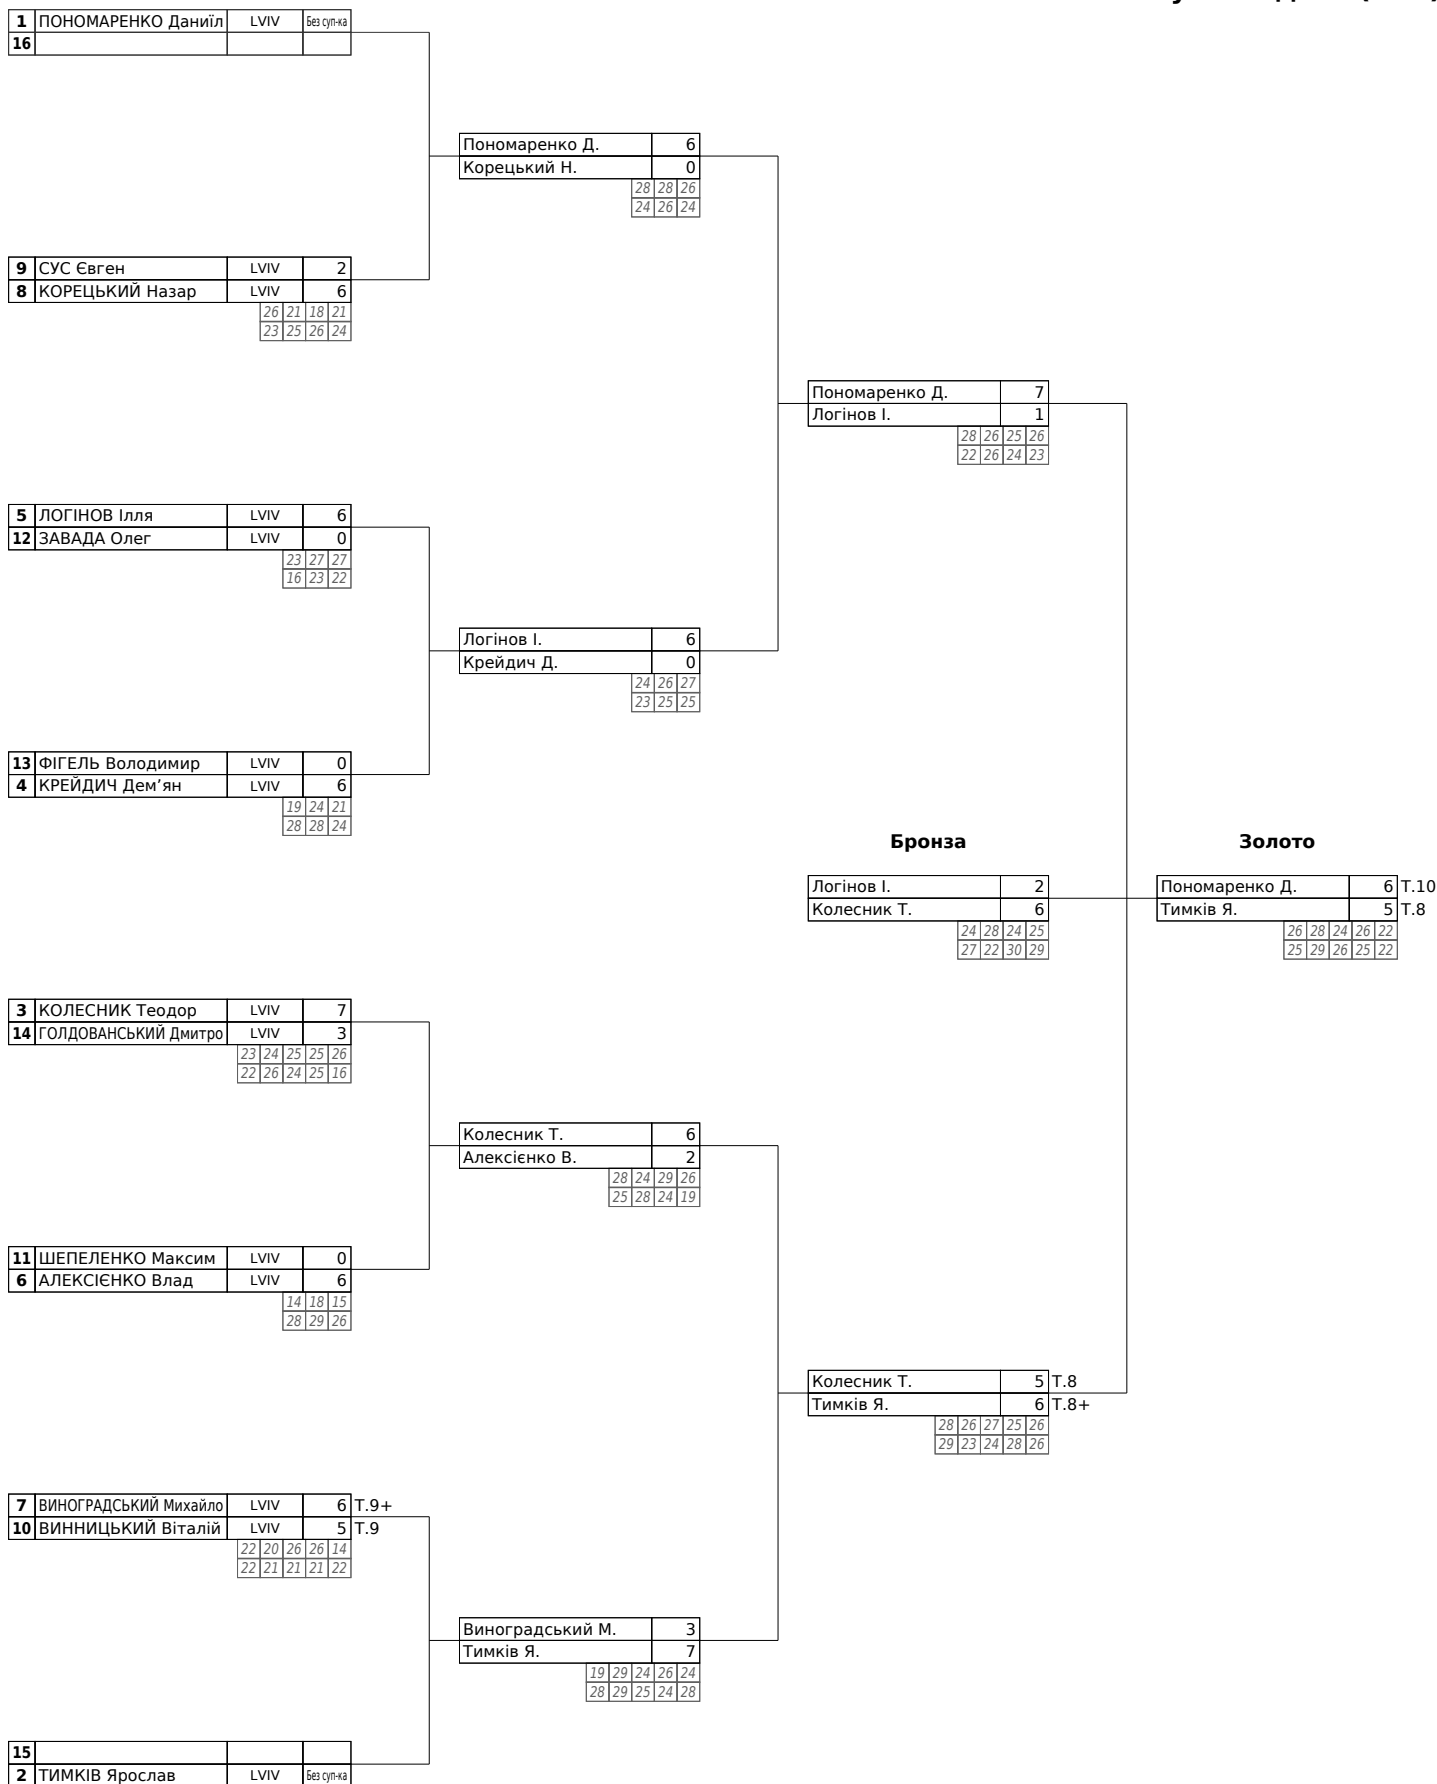 1 ПОНОМАРЕНКО Даниїл LVIV Без суп-ка
16
Пономаренко Д. 6
Корецький Н. 0
28 28 26
24 26 24
9 СУС Євген LVIV 2
8 КОРЕЦЬКИЙ Назар LVIV 6
26 21 18 21
23 25 26 24
Пономаренко Д. 7
Логінов І. 1
28 26 25 26
22 26 24 23
5 ЛОГІНОВ Ілля LVIV 6
12 ЗАВАДА Олег LVIV 0
23 27 27
16 23 22
Логінов І. 6
Крейдич Д. 0
24 26 27
23 25 25
13 ФІГЕЛЬ Володимир LVIV 0
4 КРЕЙДИЧ Дем’ян LVIV 6
19 24 21
28 28 24
Бронза
Логінов І. 2
Колесник Т. 6
24 28 24 25
27 22 30 29
Золото
Пономаренко Д. 6 T.10
Тимків Я. 5 T.8
26 28 24 26 22
25 29 26 25 22
3 КОЛЕСНИК Теодор LVIV 7
14 ГОЛДОВАНСЬКИЙ Дмитро LVIV 3
23 24 25 25 26
22 26 24 25 16
Колесник Т. 6
Алексієнко В. 2
28 24 29 26
25 28 24 19
11 ШЕПЕЛЕНКО Максим LVIV 0
6 АЛЕКСІЄНКО Влад LVIV 6
14 18 15
28 29 26
Колесник Т. 5 T.8
Тимків Я. 6 T.8+
28 26 27 25 26
29 23 24 28 26
7 ВИНОГРАДСЬКИЙ Михайло LVIV 6 T.9+
10 ВИННИЦЬКИЙ Віталій LVIV 5 T.9
22 20 26 26 14
22 21 21 21 22
Виноградський М. 3
Тимків Я. 7
19 29 24 26 24
28 29 25 24 28
15
2 ТИМКІВ Ярослав LVIV Без суп-ка